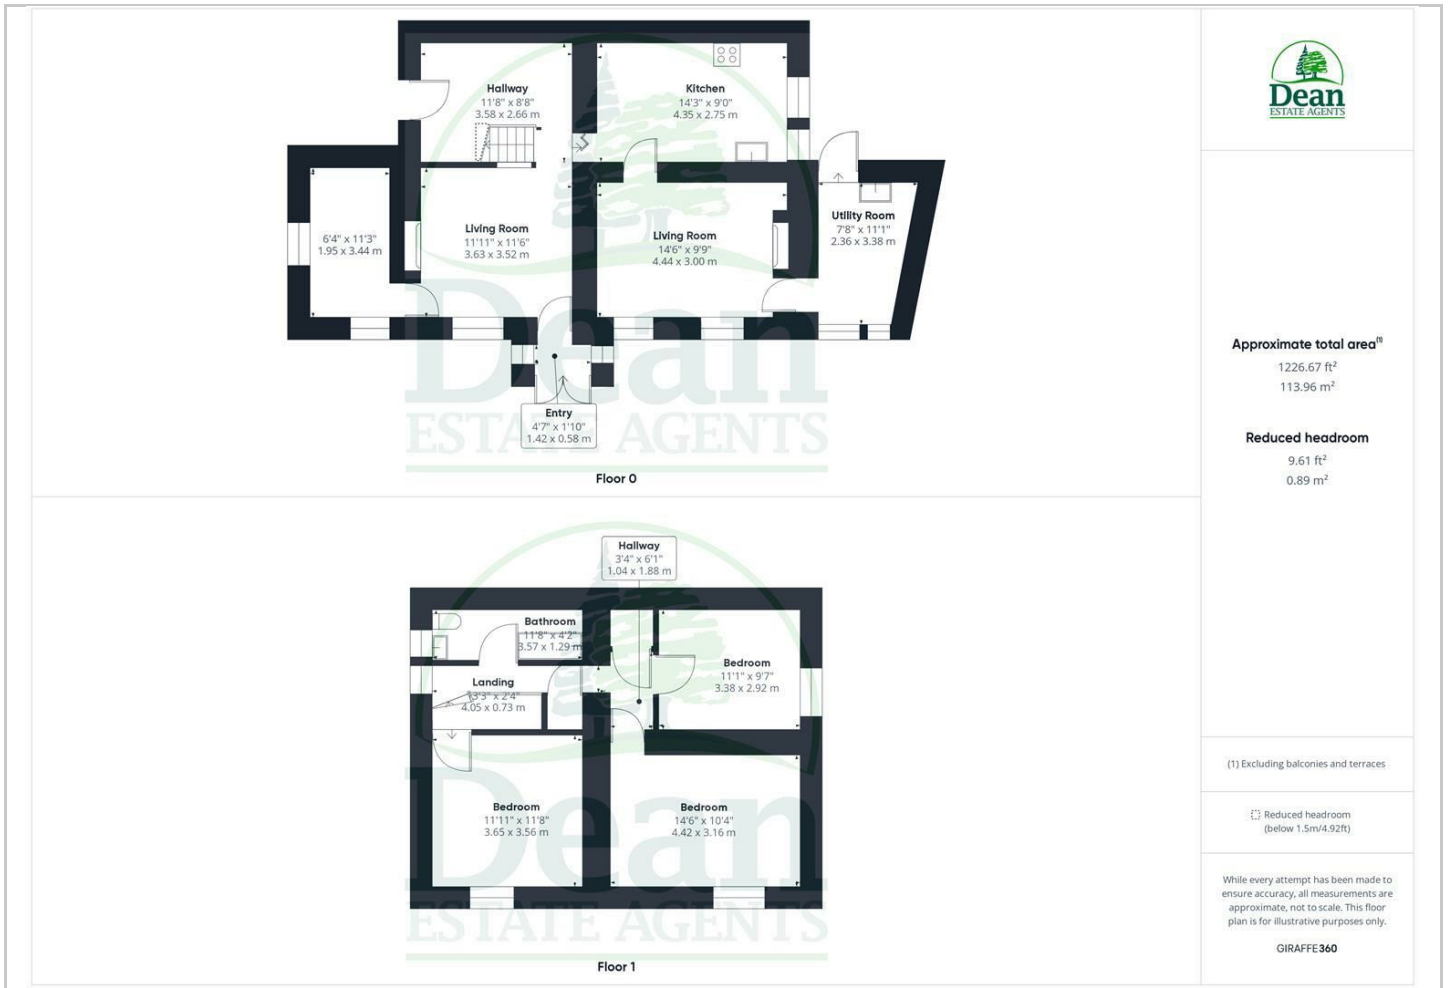 Hallway
11'8" x 8'8"
3.58 x 2.66 m
Kitchen
14'3" x 9'0"
4.35 x 2.75 m
6'4" x 11'3"
1.95 x 3.44 m
Living Room
11'11" x 11'6"
3.63 x 3.52 m
Living Room
14'6" x 9'9"
4.44 x 3.00 m
Utility Room
7'8" x 11'1"
2.36 x 3.38 m
Entry
4'7" x 1'10"
1.42 x 0.58 m
Dean
ESTATE AGENTS
Floor 0
Hallway
3'4" x 6'1"
1.04 x 1.88 m
Bathroom
11'8" x 4'2"
3.57 x 1.29 m
Landing
13'3" x 2'4"
4.05 x 0.73 m
Bedroom
11'1" x 9'7"
3.38 x 2.92 m
Bedroom
11'11" x 11'8"
3.65 x 3.56 m
Bedroom
14'6" x 10'4"
4.42 x 3.16 m
Dean
ESTATE AGENTS
Floor 1
Dean
ESTATE AGENTS
Approximate total area(1)
1226.67 ft²
113.96 m²
Reduced headroom
9.61 ft²
0.89 m²
(1) Excluding balconies and terraces
Reduced headroom
(below 1.5m/4.92ft)
While every attempt has been made to
ensure accuracy, all measurements are
approximate, not to scale. This floor
plan is for illustrative purposes only.
GIRAFFE360